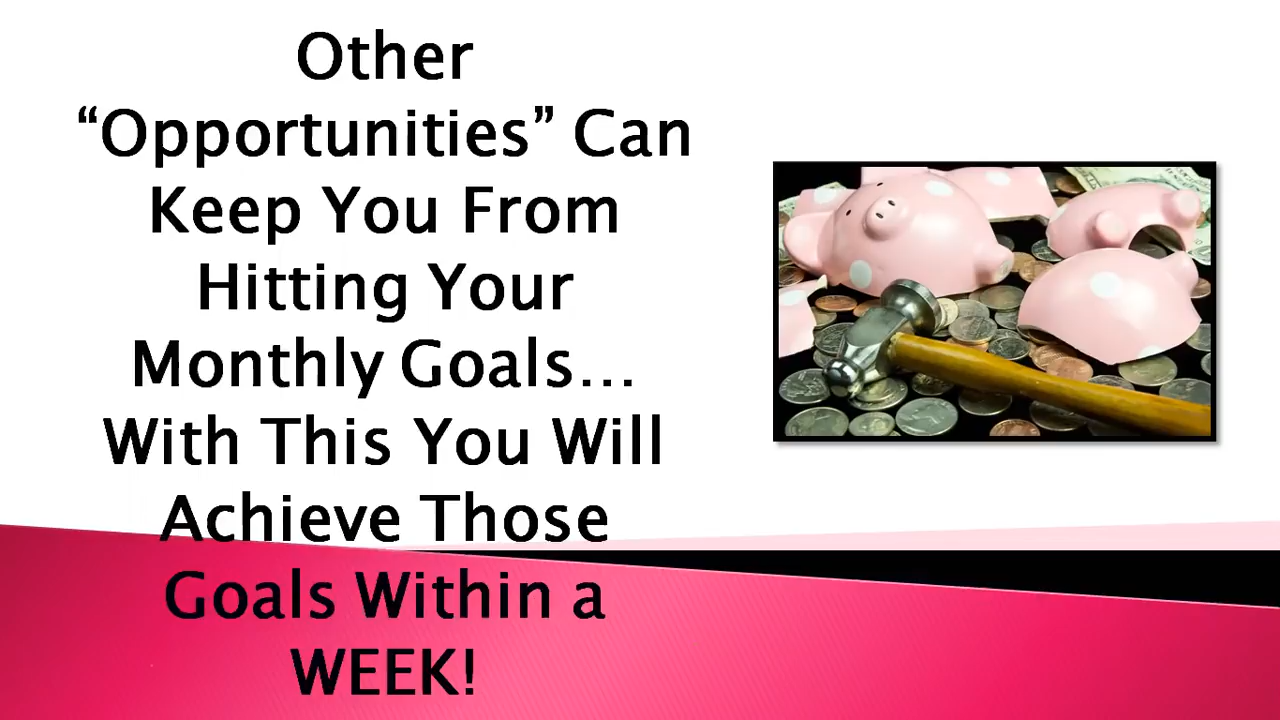 Other
“Opportunities” Can
Keep You From
Hitting Your
Monthly Goals…
With This You Will
Achieve Those
Goals Within a
WEEK!